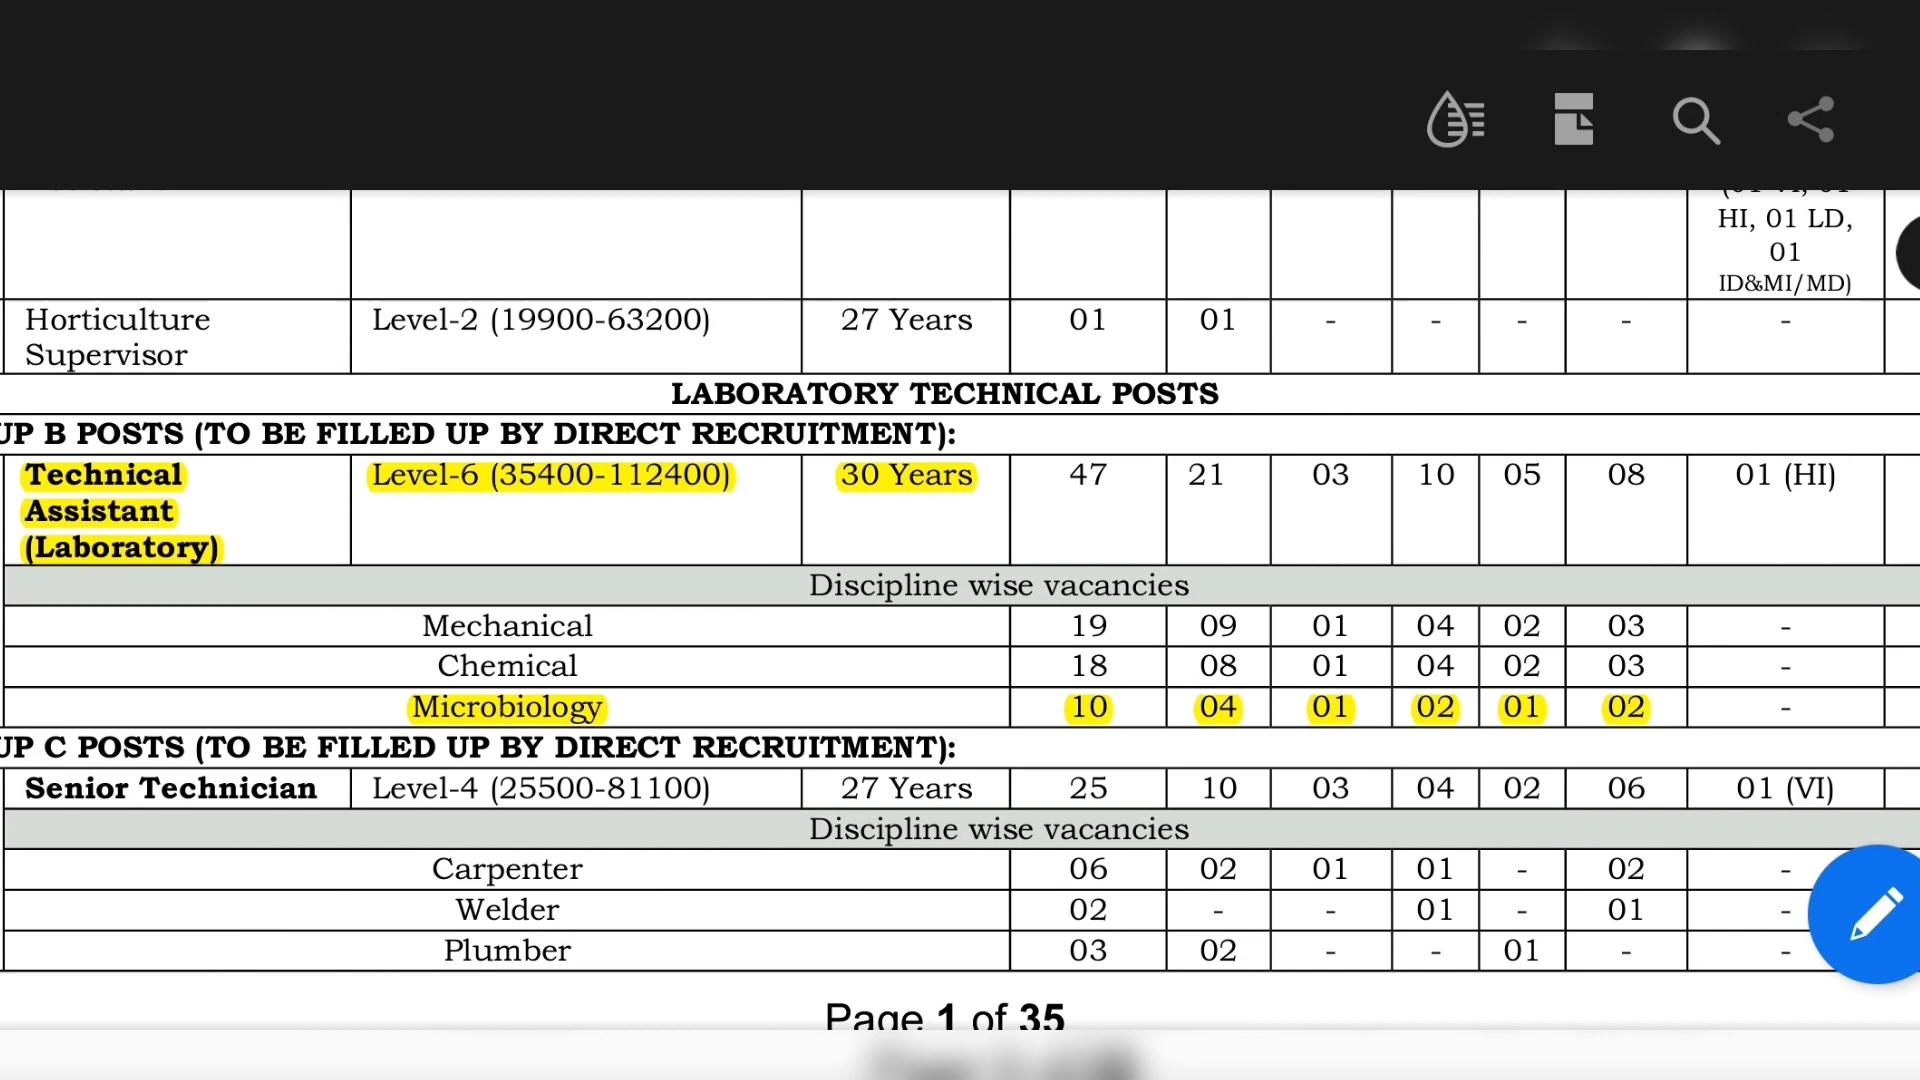 HI, 01 LD,
01
ID&MI/MD)
Horticulture Supervisor Level-2 (19900-63200) 27 Years 01 01 - - - - -
LABORATORY TECHNICAL POSTS
UP B POSTS (TO BE FILLED UP BY DIRECT RECRUITMENT):
Technical Assistant (Laboratory) Level-6 (35400-112400) 30 Years 47 21 03 10 05 08 01 (HI)
Discipline wise vacancies
Mechanical 19 09 01 04 02 03 -
Chemical 18 08 01 04 02 03 -
Microbiology 10 04 01 02 01 02 -
UP C POSTS (TO BE FILLED UP BY DIRECT RECRUITMENT):
Senior Technician Level-4 (25500-81100) 27 Years 25 10 03 04 02 06 01 (VI)
Discipline wise vacancies
Carpenter 06 02 01 01 - 02 -
Welder 02 - - 01 - 01 -
Plumber 03 02 - - 01 - -
Page 1 of 35